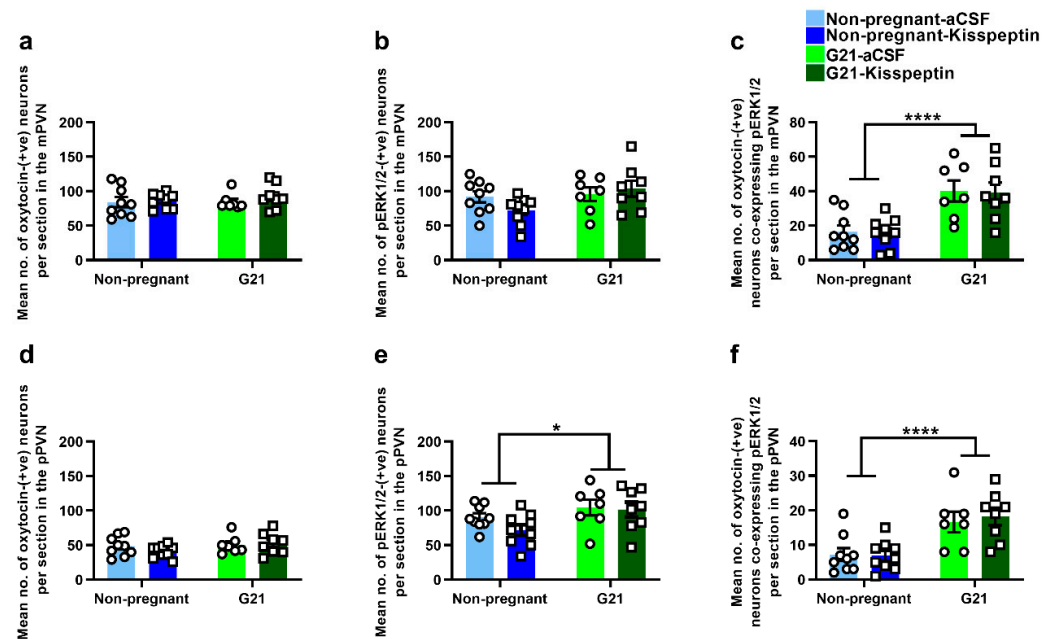 Non-pregnant-aCSF
Non-pregnant-Kisspeptin
G21-aCSF
G21-Kisspeptin
a
Mean no. of oxytocin-(+ve) neurons
per section in the mPVN
200
150
100
50
0
Non-pregnant G21
b
Mean no. of pERK1/2-(+ve) neurons
per section in the mPVN
200
150
100
50
0
Non-pregnant G21
c
Mean no. of oxytocin-(+ve)
neurons co-expressing pERK1/2
per section in the mPVN
80
60
40
20
0
****
Non-pregnant G21
d
Mean no. of oxytocin-(+ve) neurons
per section in the pPVN
200
150
100
50
0
Non-pregnant G21
e
Mean no. of pERK1/2-(+ve) neurons
per section in the pPVN
200
150
100
50
0
*
Non-pregnant G21
f
Mean no. of oxytocin-(+ve)
neurons co-expressing pERK1/2
per section in the pPVN
40
30
20
10
0
****
Non-pregnant G21